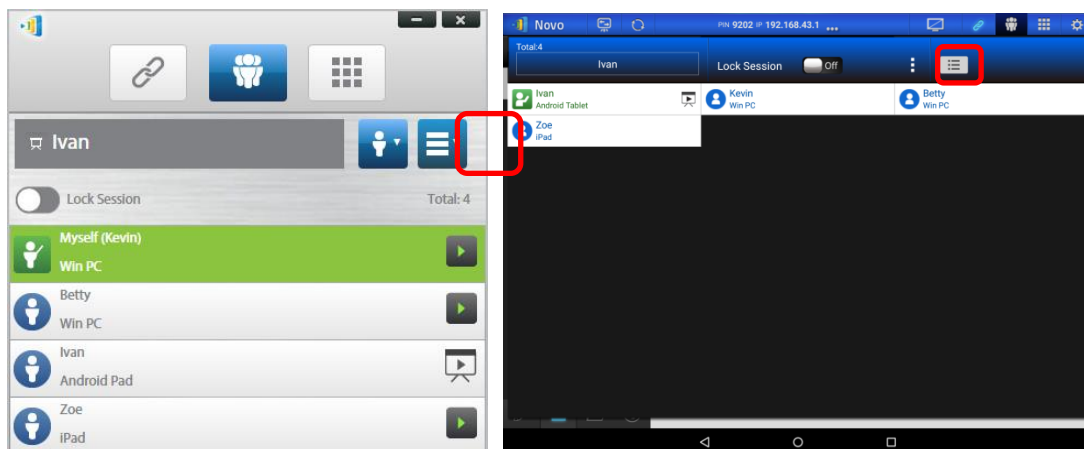 Ivan
Lock Session
Total: 4
Myself (Kevin)
Win PC
Betty
Win PC
Ivan
Android Pad
Zoe
iPad
Novo
PIN 9202 IP 192.168.43.1
Total:4
Ivan
Lock Session
Off
Ivan
Android Tablet
Kevin
Win PC
Betty
Win PC
Zoe
iPad